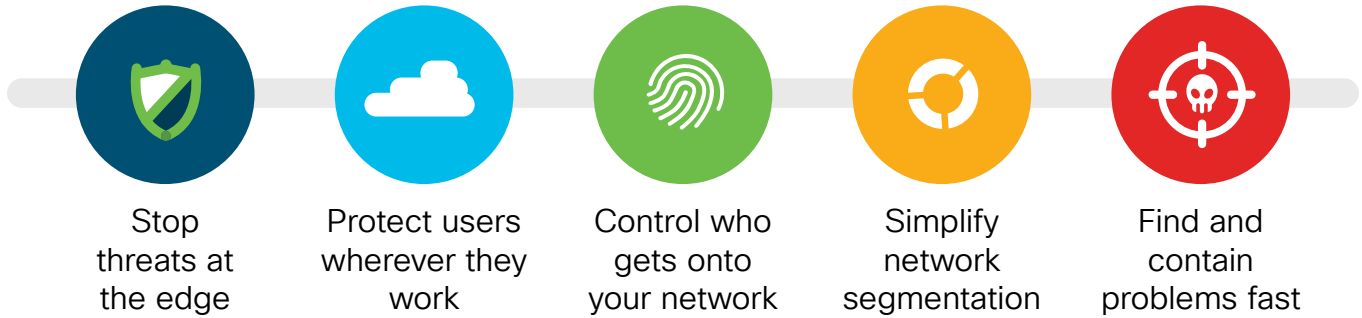 Stop
threats at
the edge
Protect users
wherever they
work
Control who
gets onto
your network
Simplify
network
segmentation
Find and
contain
problems fast